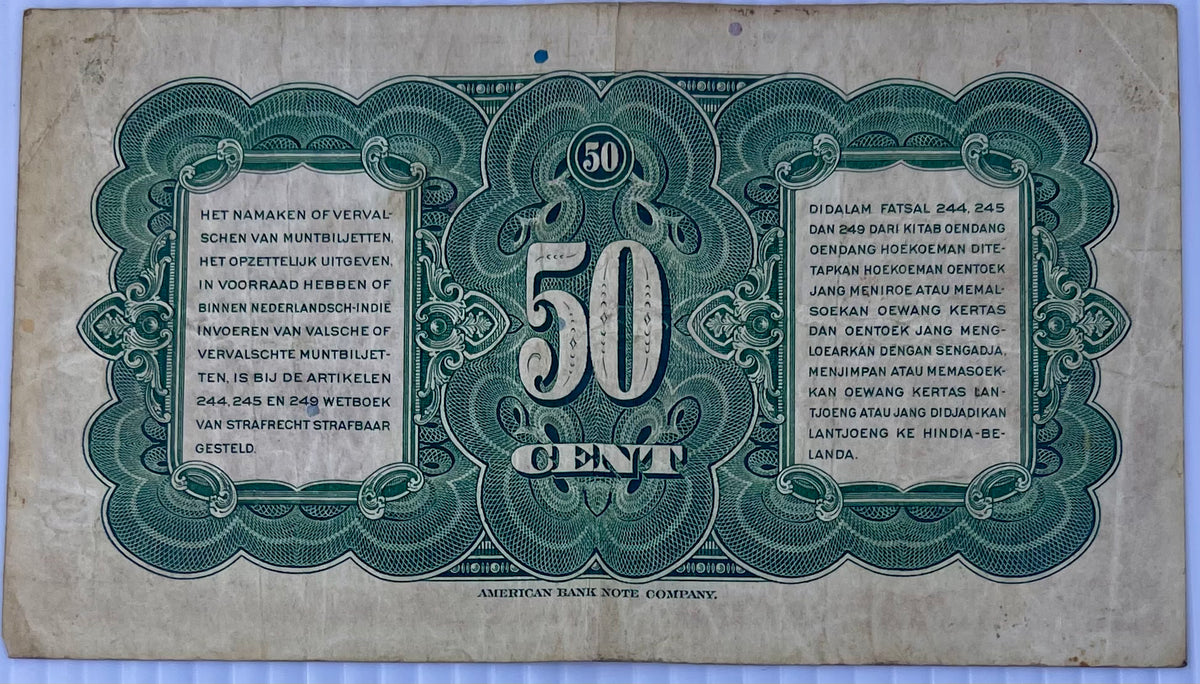 50
HET NAMAKEN OF VERVAL-
SCHEN VAN MUNTBILJETTEN,
HET OPZETTELIJK UITGEVEN,
IN VOORRAAD HEBBEN OF
BINNEN NEDERLANDSCH-INDIË
INVOEREN VAN VALSCHE OF
VERVALSCHTE MUNTBILJET-
TEN, IS BIJ DE ARTIKELEN
244, 245 EN 249 WETBOEK
VAN STRAFRECHT STRAFBAAR
GESTELD.
50
CENT
DIDALAM FATSAL 244, 245
DAN 249 DARI KITAB OENDANG
OENDANG HOEKOEMAN DITE-
TAPKAN HOEKOEMAN OENTOEK
JANG MENIROE ATAU MEMAL-
SOEKAN OEWANG KERTAS
DAN OENTOEK JANG MENG-
LOEARKAN DENGAN SENGADJA,
MENJIMPAN ATAU MEMASOEK-
KAN OEWANG KERTAS LAN-
TJOENG ATAU JANG DIDJADIKAN
LANTJOENG KE HINDIA-BE-
LANDA.
AMERICAN BANK NOTE COMPANY.